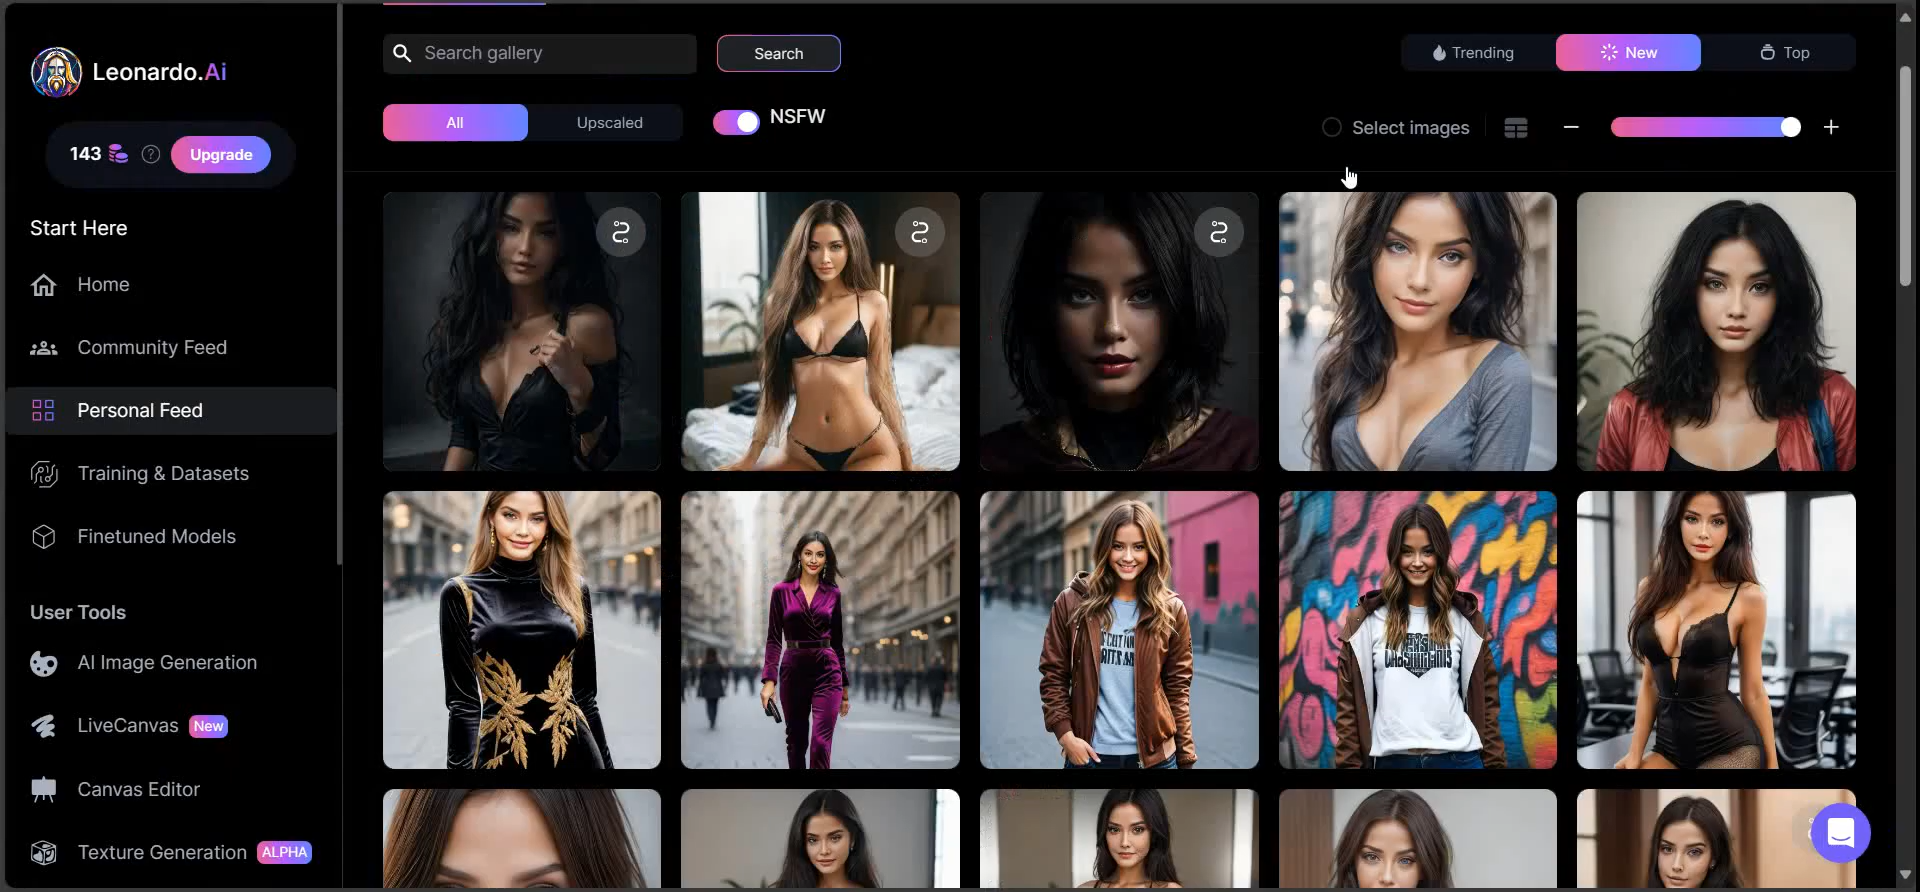 Leonardo.Ai
143
Upgrade
Start Here
Home
Community Feed
Personal Feed
Training & Datasets
Finetuned Models
User Tools
AI Image Generation
LiveCanvas New
Canvas Editor
Texture Generation ALPHA
Search gallery
Search
Trending
New
Top
All
Upscaled
NSFW
Select images